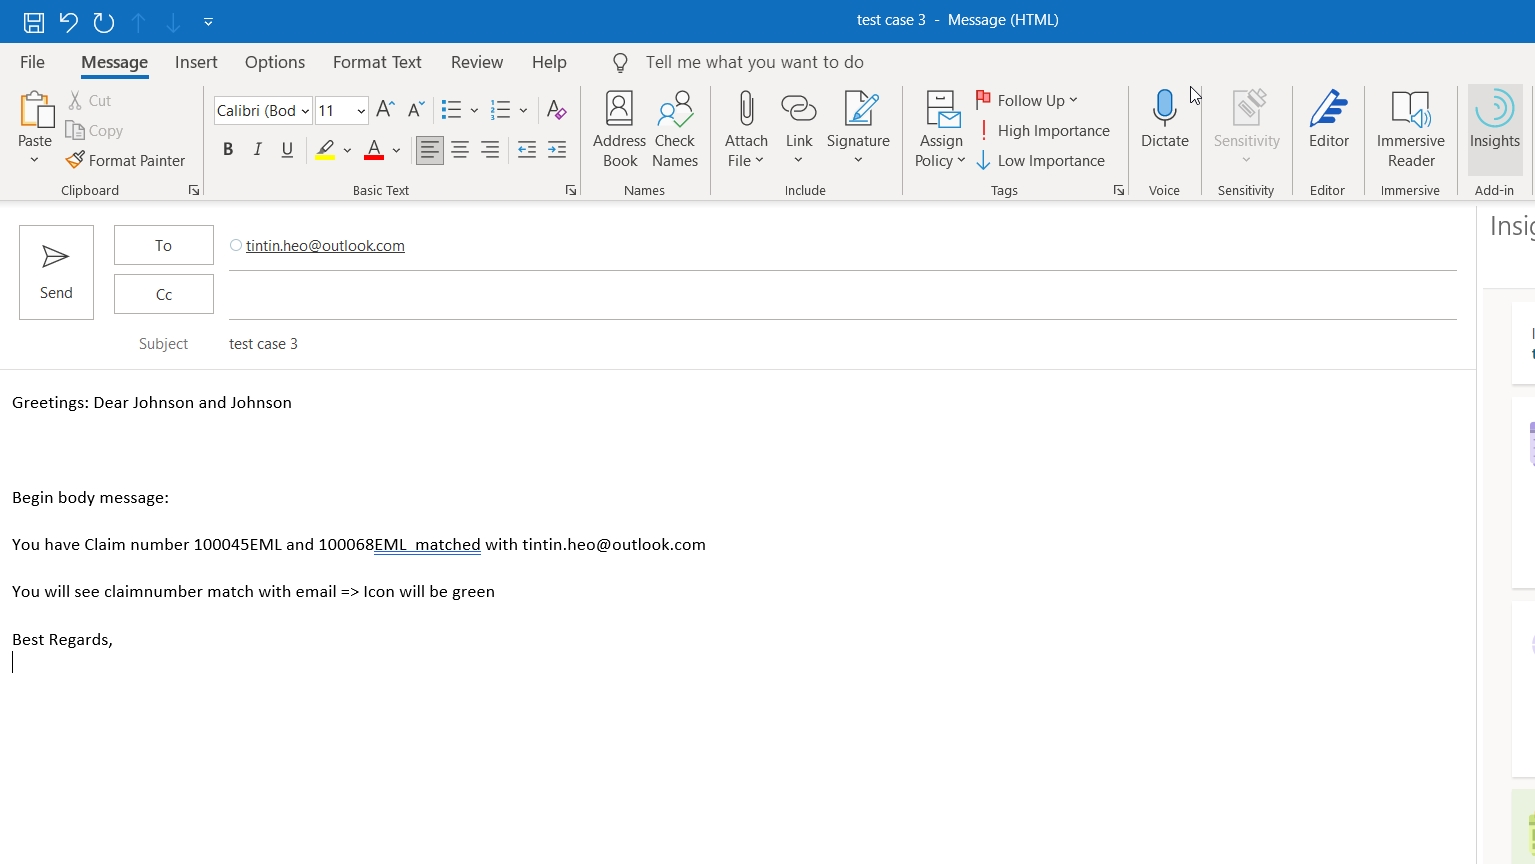 test case 3 - Message (HTML)
File Message Insert Options Format Text Review Help Tell me what you want to do
Paste
Cut
Copy
Format Painter
Clipboard
Calibri (Bod 11
B I U A
Basic Text
Address Book
Check Names
Names
Attach File
Link
Signature
Include
Assign Policy
Follow Up
High Importance
Low Importance
Tags
Dictate
Voice
Sensitivity
Sensitivity
Editor
Editor
Immersive Reader
Immersive
Insights
Add-in
Send
To tintin.heo@outlook.com
Cc
Subject test case 3
Greetings: Dear Johnson and Johnson
Begin body message:
You have Claim number 100045EML and 100068EML  matched with tintin.heo@outlook.com
You will see claimnumber match with email => Icon will be green
Best Regards,